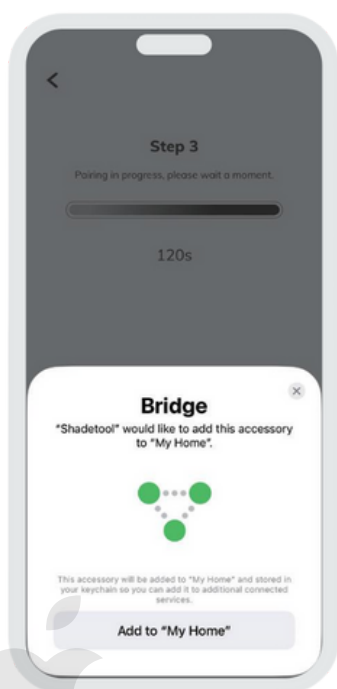 Step 3
Pairing in progress, please wait a moment.
120s
Bridge
“Shadetool” would like to add this accessory
to “My Home”.
This accessory will be added to “My Home” and stored in
your keychain so you can add it to additional connected
services.
Add to “My Home”